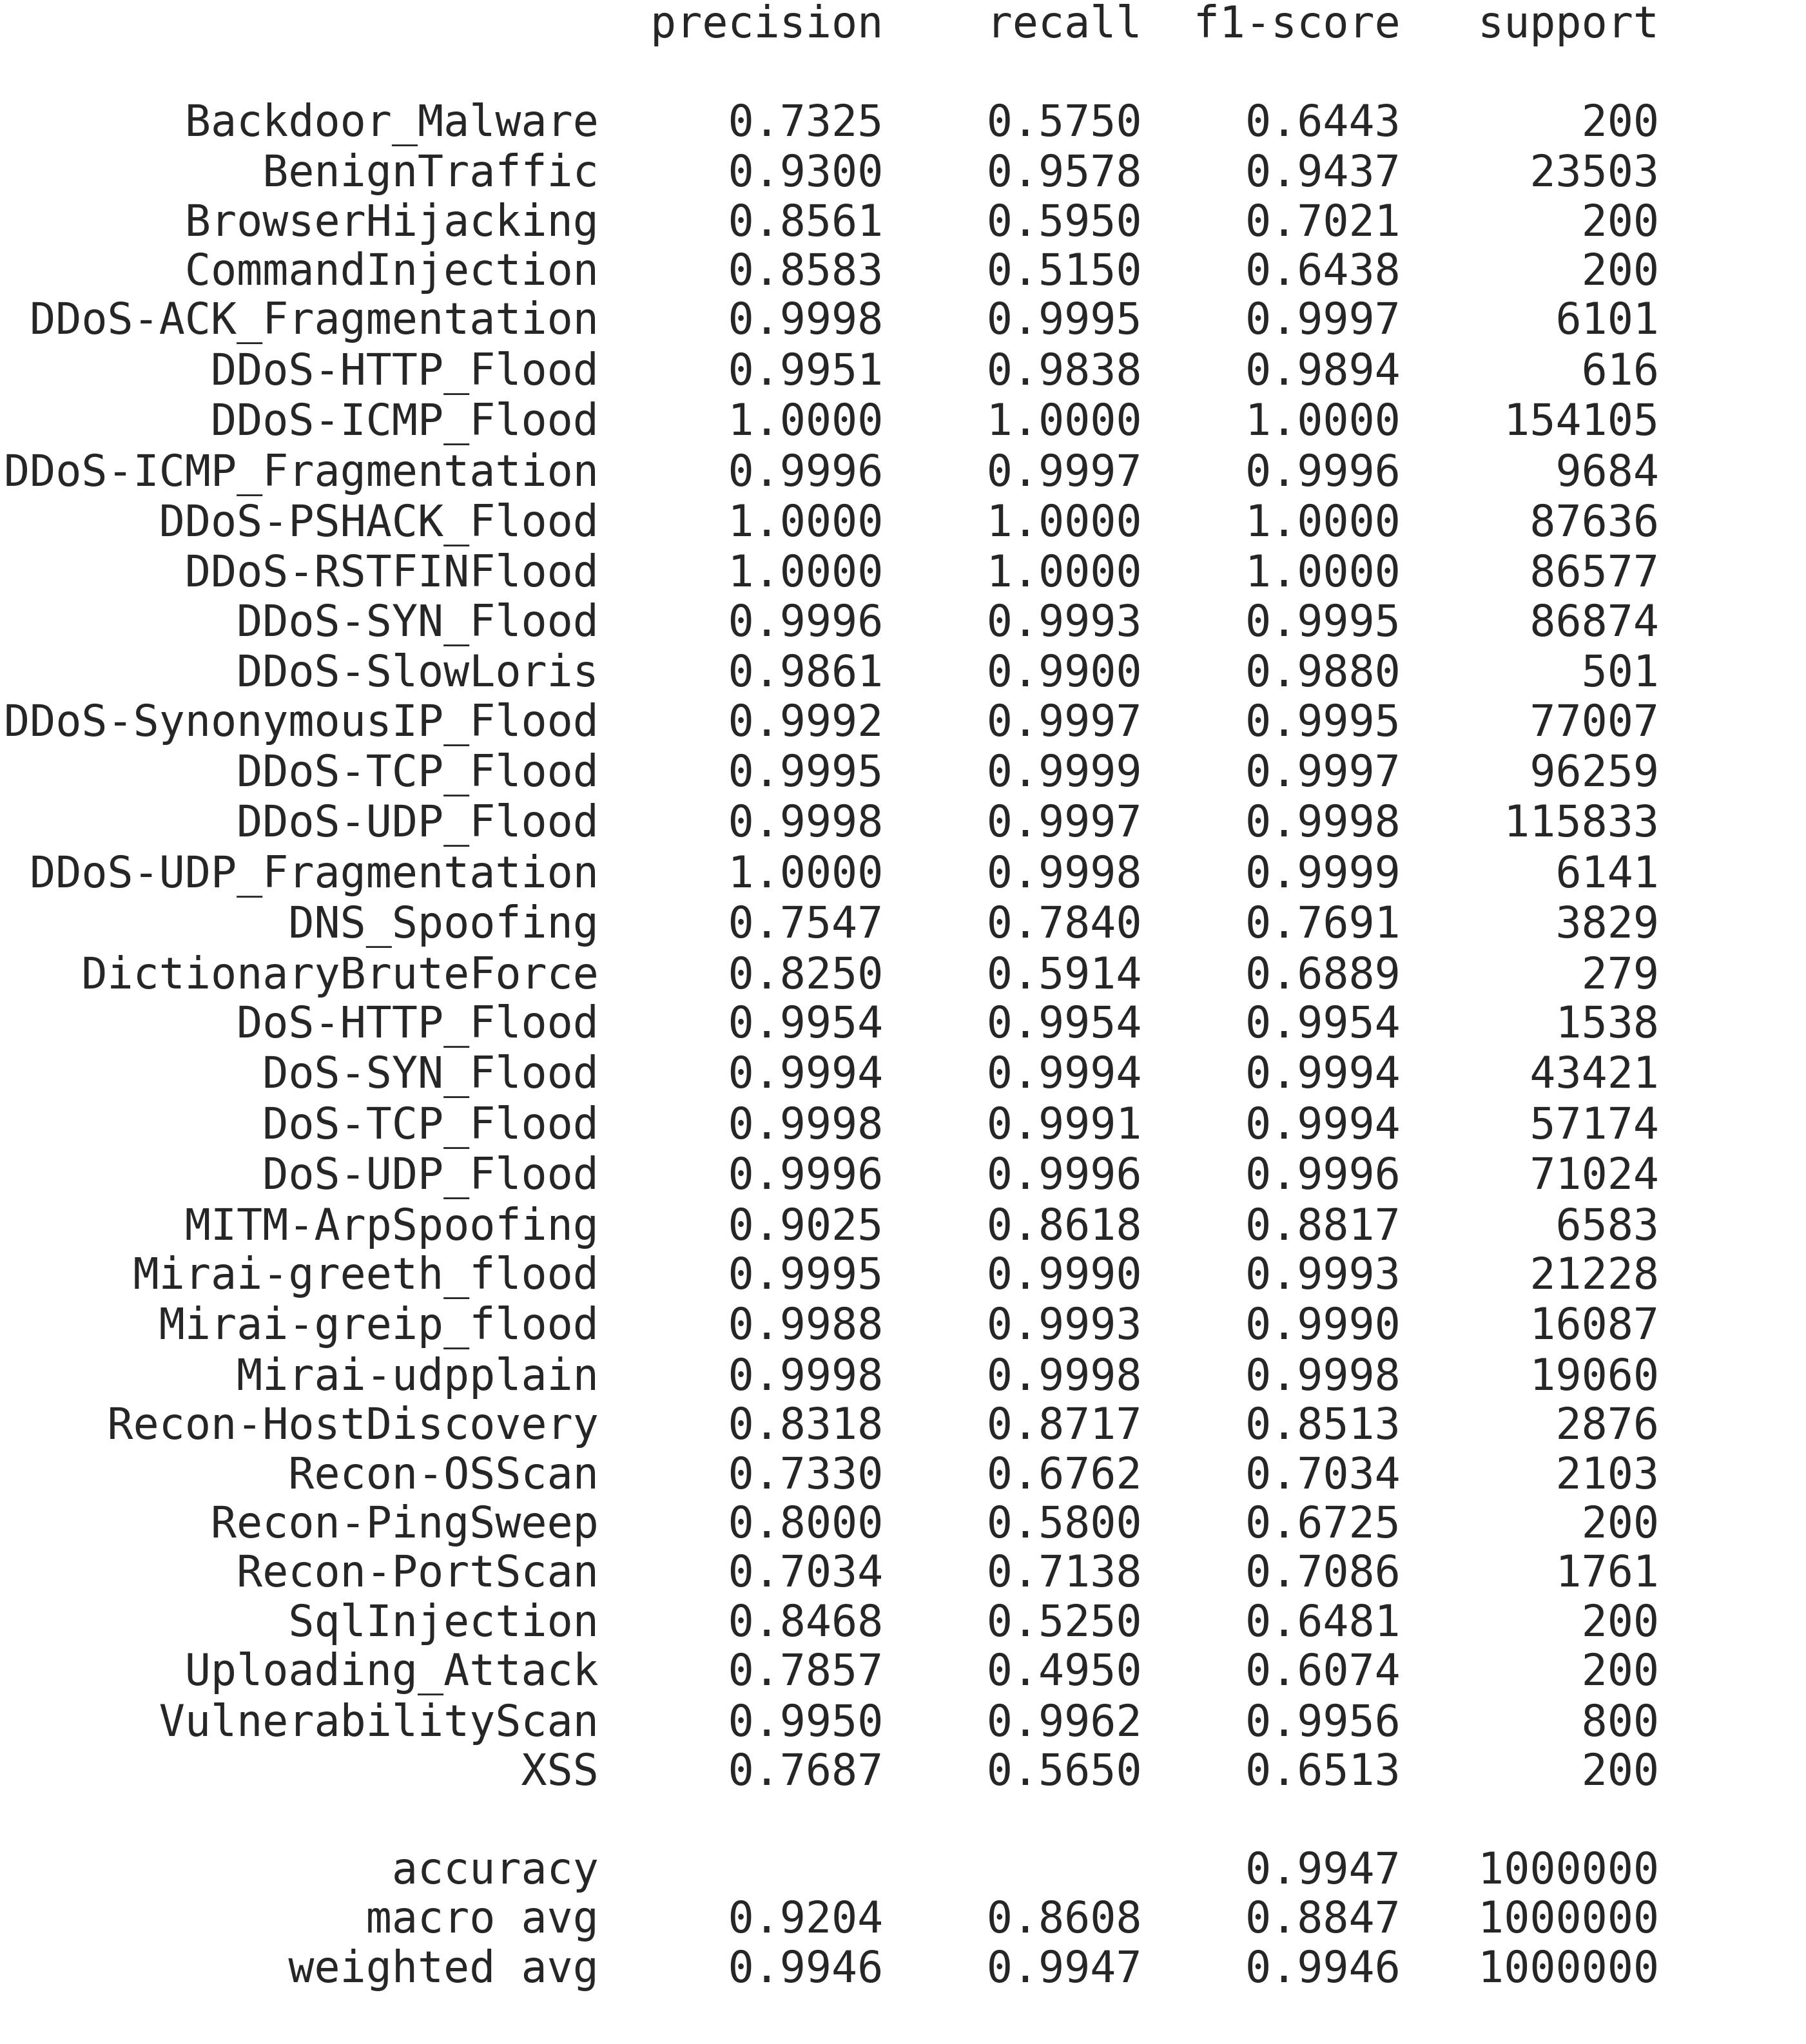 precision recall f1-score support
Backdoor_Malware 0.7325 0.5750 0.6443 200
BenignTraffic 0.9300 0.9578 0.9437 23503
BrowserHijacking 0.8561 0.5950 0.7021 200
CommandInjection 0.8583 0.5150 0.6438 200
DDoS-ACK_Fragmentation 0.9998 0.9995 0.9997 6101
DDoS-HTTP_Flood 0.9951 0.9838 0.9894 616
DDoS-ICMP_Flood 1.0000 1.0000 1.0000 154105
DDoS-ICMP_Fragmentation 0.9996 0.9997 0.9996 9684
DDoS-PSHACK_Flood 1.0000 1.0000 1.0000 87636
DDoS-RSTFINFlood 1.0000 1.0000 1.0000 86577
DDoS-SYN_Flood 0.9996 0.9993 0.9995 86874
DDoS-SlowLoris 0.9861 0.9900 0.9880 501
DDoS-SynonymousIP_Flood 0.9992 0.9997 0.9995 77007
DDoS-TCP_Flood 0.9995 0.9999 0.9997 96259
DDoS-UDP_Flood 0.9998 0.9997 0.9998 115833
DDoS-UDP_Fragmentation 1.0000 0.9998 0.9999 6141
DNS_Spoofing 0.7547 0.7840 0.7691 3829
DictionaryBruteForce 0.8250 0.5914 0.6889 279
DoS-HTTP_Flood 0.9954 0.9954 0.9954 1538
DoS-SYN_Flood 0.9994 0.9994 0.9994 43421
DoS-TCP_Flood 0.9998 0.9991 0.9994 57174
DoS-UDP_Flood 0.9996 0.9996 0.9996 71024
MITM-ArpSpoofing 0.9025 0.8618 0.8817 6583
Mirai-greeth_flood 0.9995 0.9990 0.9993 21228
Mirai-greip_flood 0.9988 0.9993 0.9990 16087
Mirai-udpplain 0.9998 0.9998 0.9998 19060
Recon-HostDiscovery 0.8318 0.8717 0.8513 2876
Recon-OSScan 0.7330 0.6762 0.7034 2103
Recon-PingSweep 0.8000 0.5800 0.6725 200
Recon-PortScan 0.7034 0.7138 0.7086 1761
SqlInjection 0.8468 0.5250 0.6481 200
Uploading_Attack 0.7857 0.4950 0.6074 200
VulnerabilityScan 0.9950 0.9962 0.9956 800
XSS 0.7687 0.5650 0.6513 200
accuracy 0.9947 1000000
macro avg 0.9204 0.8608 0.8847 1000000
weighted avg 0.9946 0.9947 0.9946 1000000